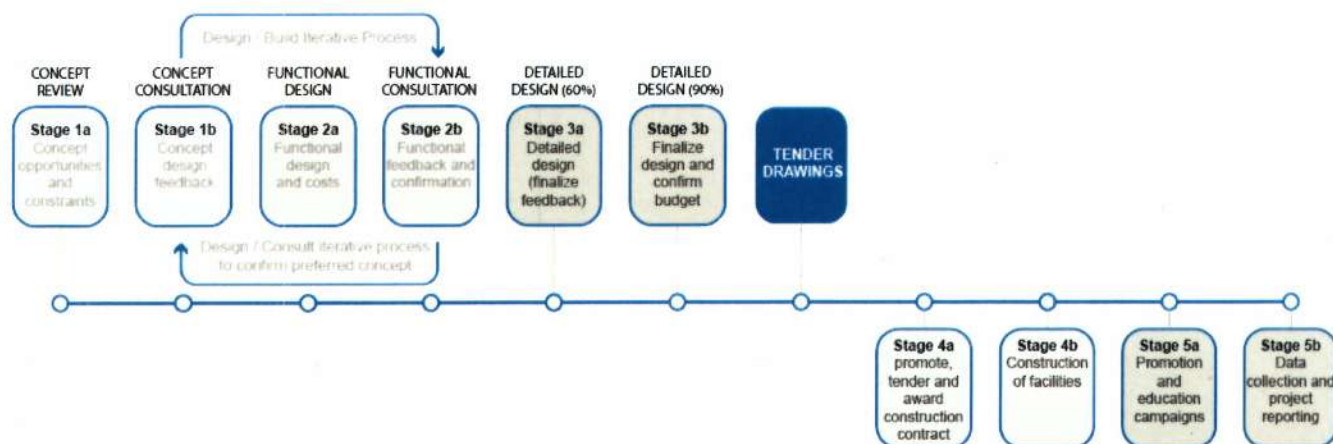 Design / Build Iterative Process
CONCEPT
REVIEW
CONCEPT
CONSULTATION
FUNCTIONAL
DESIGN
FUNCTIONAL
CONSULTATION
DETAILED
DESIGN (60%)
DETAILED
DESIGN (90%)
Stage 1a
Concept
opportunities
and
constraints
Stage 1b
Concept
design
feedback
Stage 2a
Functional
design
and costs
Stage 2b
Functional
feedback and
confirmation
Stage 3a
Detailed
design
(finalize
feedback)
Stage 3b
Finalize
design and
confirm
budget
TENDER
DRAWINGS
Design / Consult iterative process
to confirm preferred concept
Stage 4a
promote,
tender and
award
construction
contract
Stage 4b
Construction
of facilities
Stage 5a
Promotion
and
education
campaigns
Stage 5b
Data
collection and
project
reporting